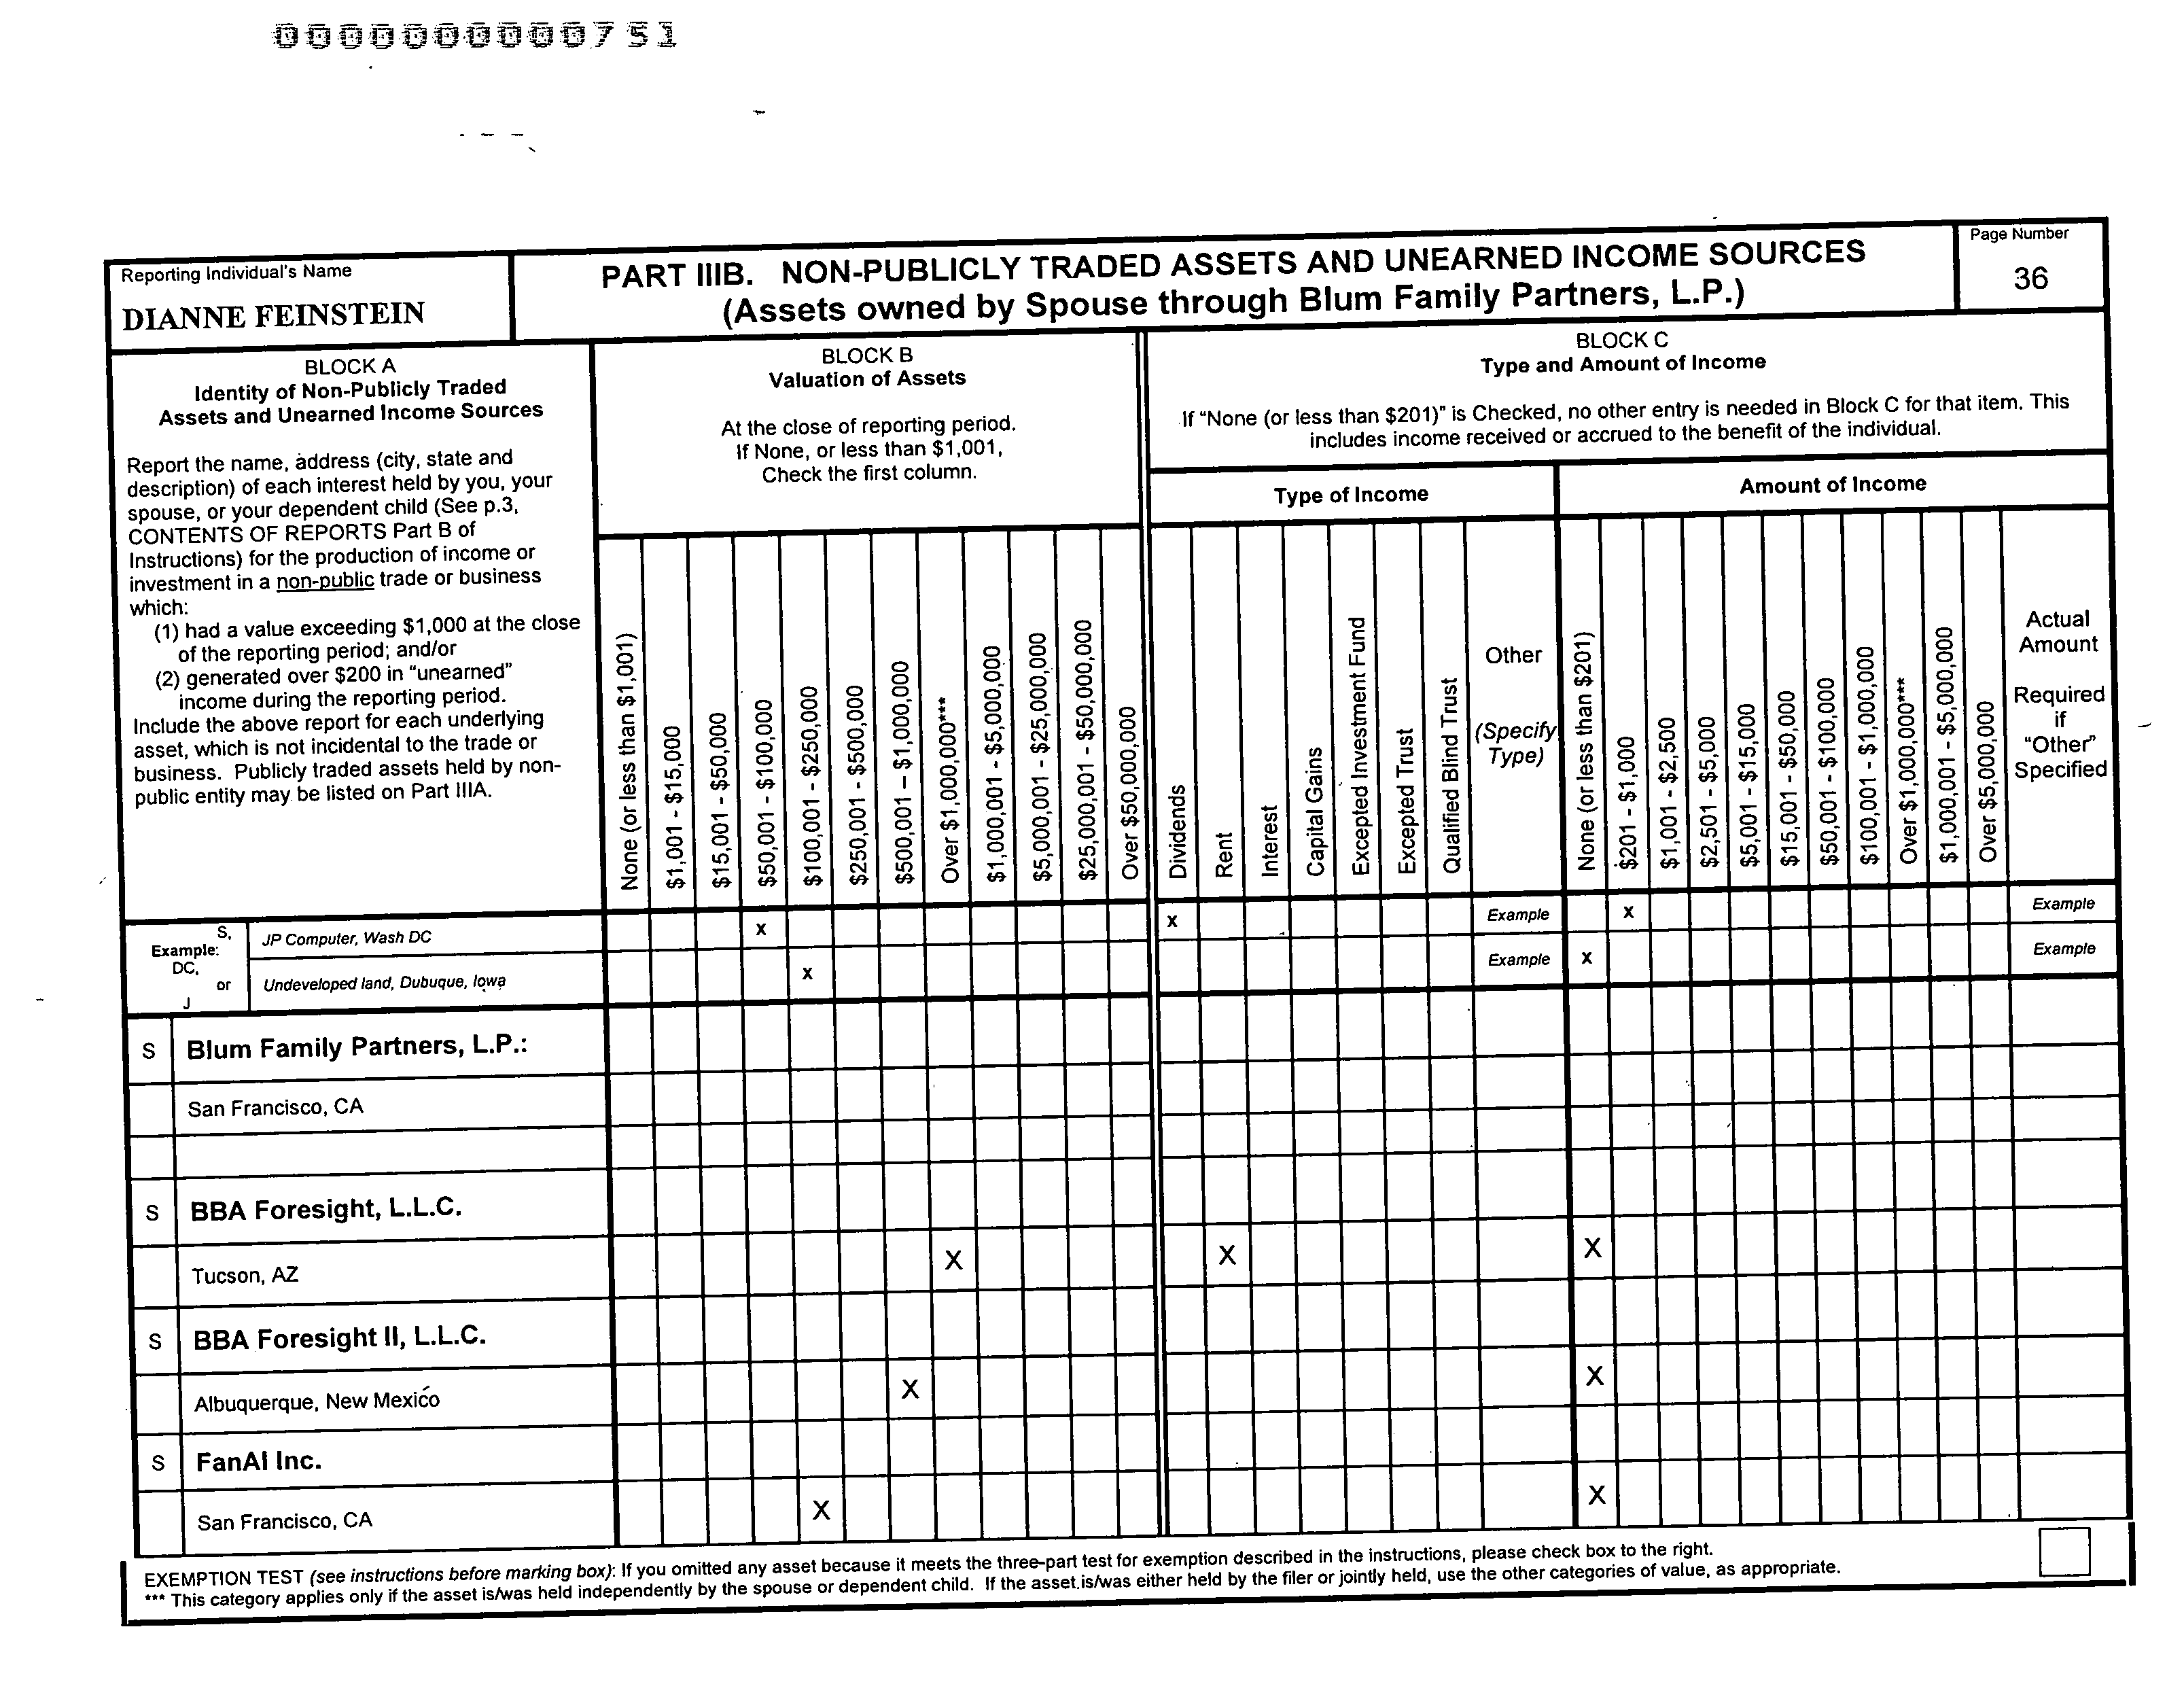 0000000000751
Reporting Individual's Name
DIANNE FEINSTEIN
PART IIIB. NON-PUBLICLY TRADED ASSETS AND UNEARNED INCOME SOURCES
(Assets owned by Spouse through Blum Family Partners, L.P.)
Page Number
36
BLOCK A
Identity of Non-Publicly Traded
Assets and Unearned Income Sources
Report the name, address (city, state and
description) of each interest held by you, your
spouse, or your dependent child (See p.3,
CONTENTS OF REPORTS Part B of
Instructions) for the production of income or
investment in a non-public trade or business
which:
(1) had a value exceeding $1,000 at the close
of the reporting period; and/or
(2) generated over $200 in "unearned"
income during the reporting period.
Include the above report for each underlying
asset, which is not incidental to the trade or
business. Publicly traded assets held by non-
public entity may be listed on Part IIIA.
BLOCK B
Valuation of Assets
At the close of reporting period.
If None, or less than $1,001,
Check the first column.
None (or less than $1,001)
$1,001 - $15,000
$15,001 - $50,000
$50,001 - $100,000
$100,001 - $250,000
$250,001 - $500,000
$500,001 – $1,000,000
Over $1,000,000***
$1,000,001 - $5,000,000
$5,000,001 - $25,000,000
$25,000,001 - $50,000,000
Over $50,000,000
BLOCK C
Type and Amount of Income
If "None (or less than $201)" is Checked, no other entry is needed in Block C for that item. This
includes income received or accrued to the benefit of the individual.
Type of Income
Dividends
Rent
Interest
Capital Gains
Excepted Investment Fund
Excepted Trust
Qualified Blind Trust
Other
(Specify
Type)
Amount of Income
None (or less than $201)
$201 - $1,000
$1,001 - $2,500
$2,501 - $5,000
$5,001 - $15,000
$15,001 - $50,000
$50,001 - $100,000
$100,001 - $1,000,000
Over $1,000,000***
$1,000,001 - $5,000,000
Over $5,000,000
Actual
Amount
Required
if
"Other"
Specified
S,
Example:
DC,
or
J
JP Computer, Wash DC x x Example x Example
Undeveloped land, Dubuque, Iowa x Example x Example
S Blum Family Partners, L.P.:
San Francisco, CA
S BBA Foresight, L.L.C.
Tucson, AZ X X X
S BBA Foresight II, L.L.C.
Albuquerque, New Mexico X X
S FanAI Inc.
San Francisco, CA X X
EXEMPTION TEST (see instructions before marking box): If you omitted any asset because it meets the three-part test for exemption described in the instructions, please check box to the right.
*** This category applies only if the asset is/was held independently by the spouse or dependent child. If the asset is/was either held by the filer or jointly held, use the other categories of value, as appropriate.